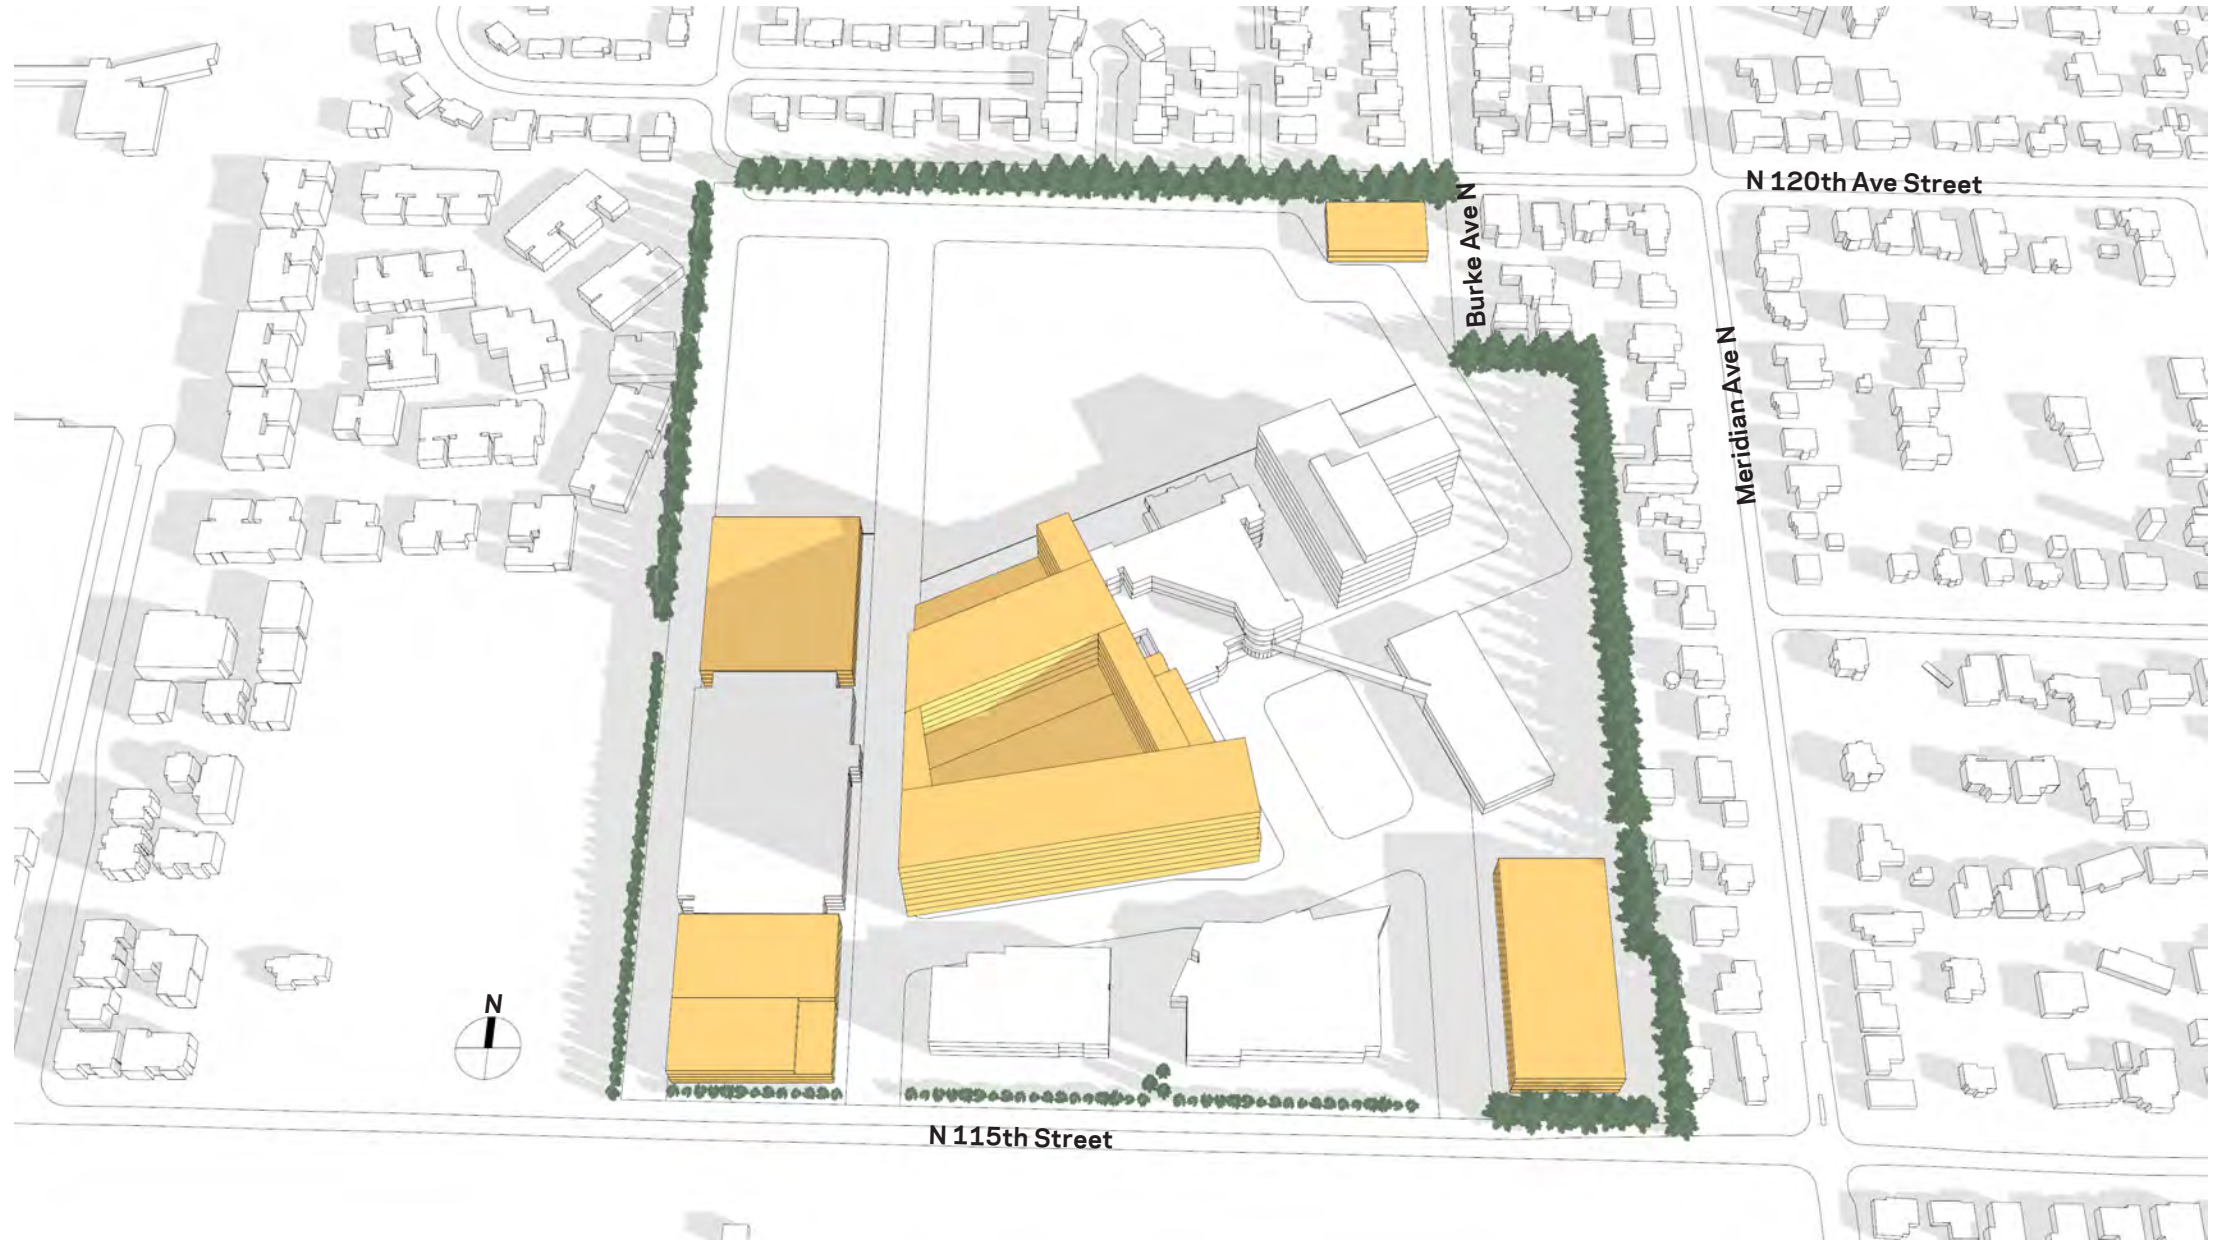 N 120th Ave Street
Burke Ave N
Meridian Ave N
N
N 115th Street